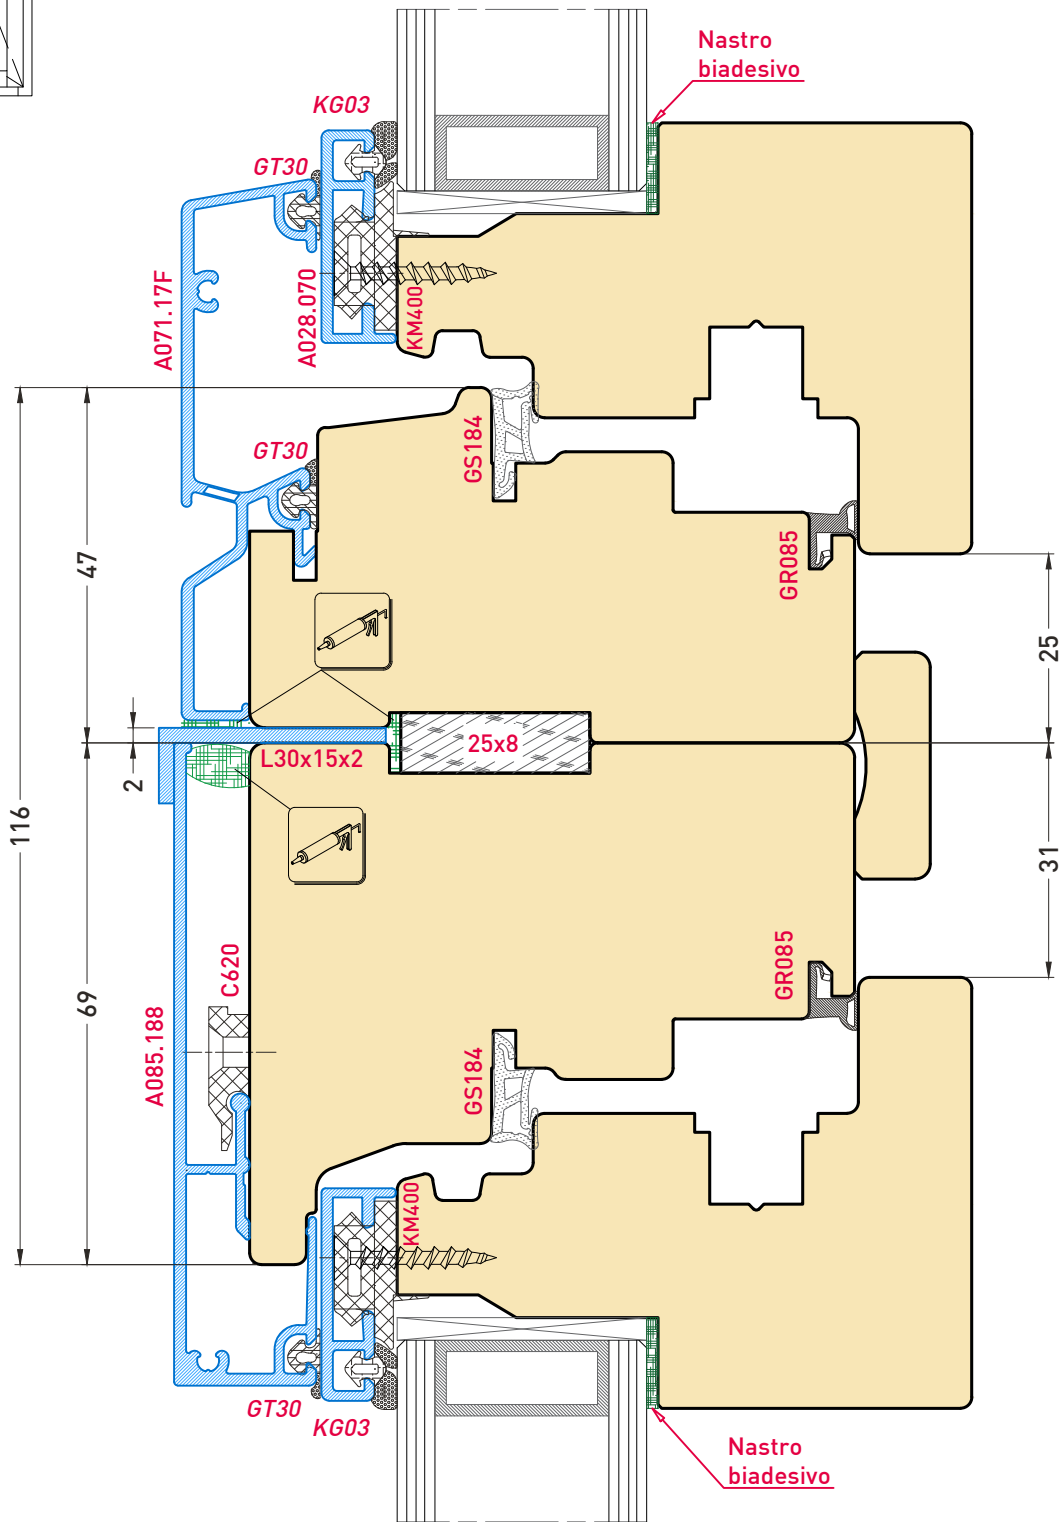 Nastro
biadesivo
KG03
GT30
A071.17F
A028.070
KM400
GT30
GS184
GR085
47
25
25x8
L30x15x2
2
116
31
69
C620
A085.188
GR085
GS184
KM400
GT30
KG03
Nastro
biadesivo